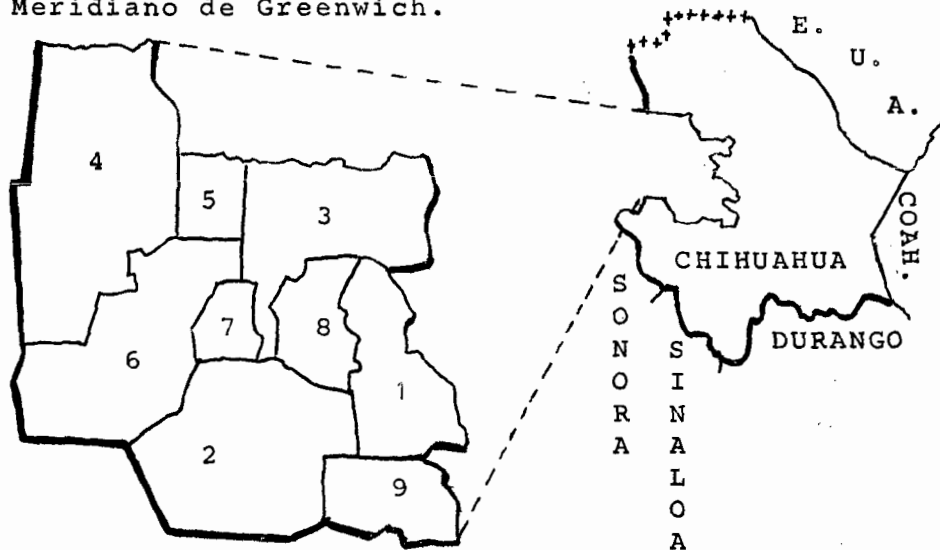 Meridiano de Greenwich.
E.
U.
A.
4
5
3
COAH.
CHIHUAHUA
7
8
DURANGO
6
1
2
9
SONORA
SINALOA